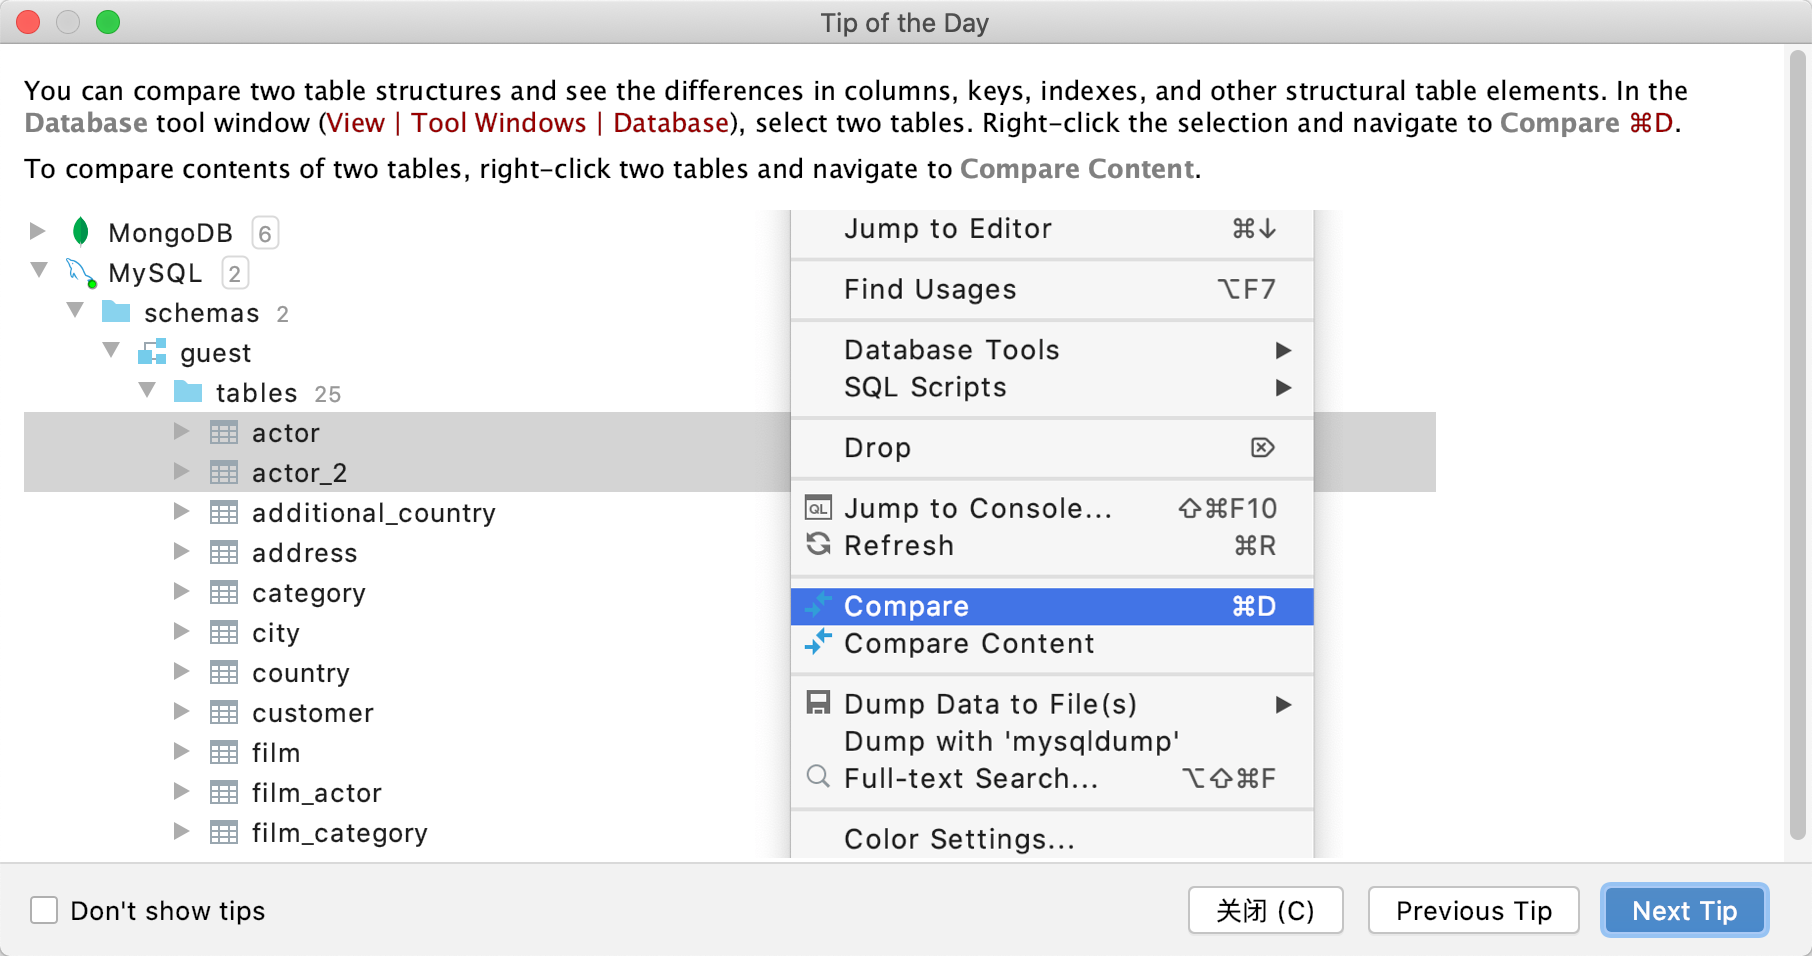 Tip of the Day
You can compare two table structures and see the differences in columns, keys, indexes, and other structural table elements. In the
Database tool window (View | Tool Windows | Database), select two tables. Right-click the selection and navigate to Compare ⌘D.
To compare contents of two tables, right-click two tables and navigate to Compare Content.
MongoDB 6
MySQL 2
schemas 2
guest
tables 25
actor
actor_2
additional_country
address
category
city
country
customer
film
film_actor
film_category
Jump to Editor ⌘↓
Find Usages ⌥F7
Database Tools ▶
SQL Scripts ▶
Drop ⌦
QL Jump to Console... ⇧⌘F10
Refresh ⌘R
Compare ⌘D
Compare Content
Dump Data to File(s) ▶
Dump with 'mysqldump'
Full-text Search... ⌥⇧⌘F
Color Settings...
Don't show tips
关闭 (C)
Previous Tip
Next Tip